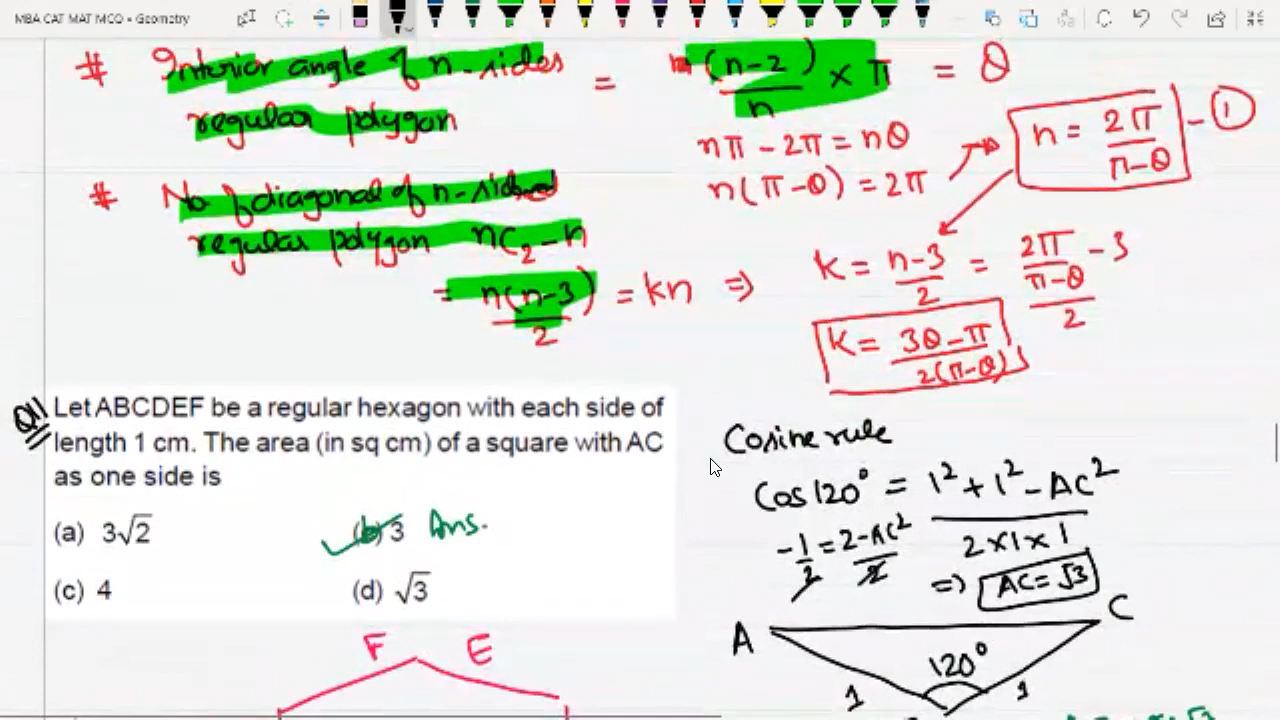 MBA CAT MAT MCQ = Geometry
# Interior angle of n-sides = (n-2)/n × π = θ
regular polygon
nπ - 2π = nθ
n(π-θ) = 2π
n = 2π/(π-θ) - ①
# No. of diagonal of n-sided
regular polygon nC₂ - n
= n(n-3)/2 = kn ⇒ k = (n-3)/2 = (2π/(π-θ) - 3)/2
k = (3θ-π)/(2(π-θ))
Q11 Let ABCDEF be a regular hexagon with each side of
length 1 cm. The area (in sq cm) of a square with AC
as one side is
(a) 3√2 (b) 3 Ans.
(c) 4 (d) √3
Cosine rule
Cos120° = (1² + 1² - AC²)/(2×1×1)
-1/2 = (2-AC²)/2
⇒ AC = √3
A C
120°
1 1
F E